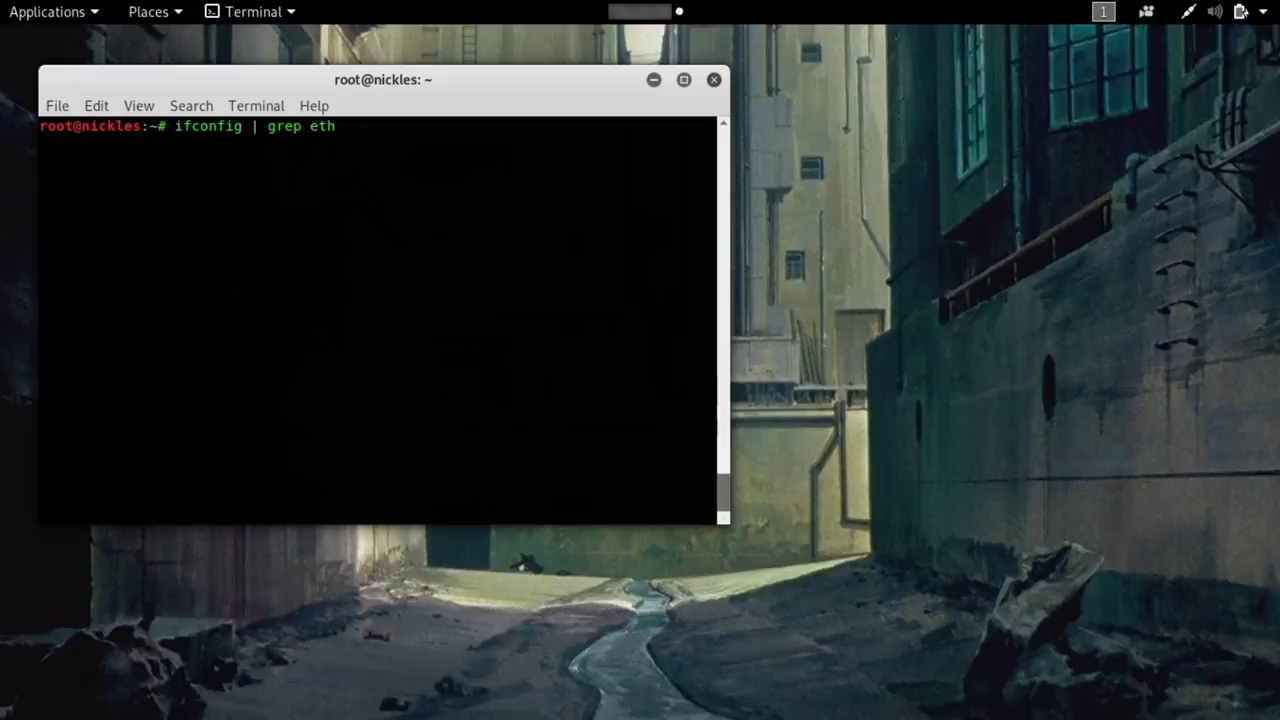 Applications Places Terminal 1
root@nickles: ~
File Edit View Search Terminal Help
root@nickles:~# ifconfig | grep eth